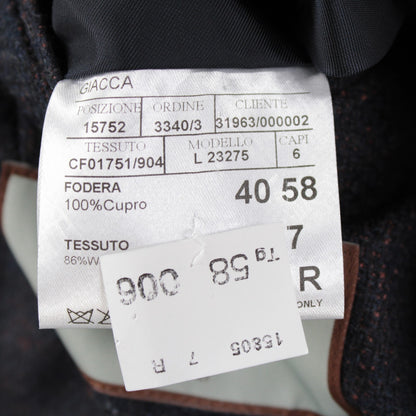 GIACCA
POSIZIONE ORDINE CLIENTE
15752 3340/3 31963/000002
TESSUTO MODELLO CAPI
CF01751/904 L 23275 6
FODERA 40 58
100%Cupro
TESSUTO 7
86%W
R
ONLY
Tg 58 006
15805 7 R